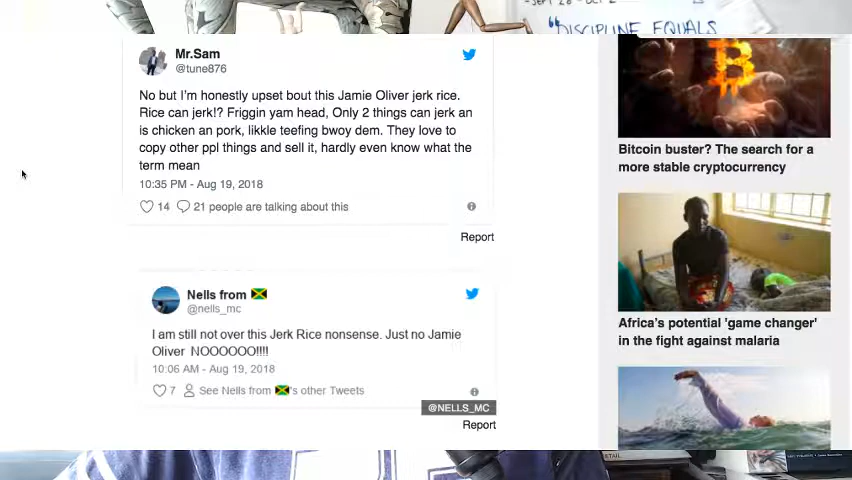 SEPT 26 - OCT 2
"DISCIPLINE EQUALS
Mr.Sam
@tune876
No but I'm honestly upset bout this Jamie Oliver jerk rice.
Rice can jerk!? Friggin yam head, Only 2 things can jerk an
is chicken an pork, likkle teefing bwoy dem. They love to
copy other ppl things and sell it, hardly even know what the
term mean
10:35 PM - Aug 19, 2018
14 21 people are talking about this
Report
Nells from
@nells_mc
I am still not over this Jerk Rice nonsense. Just no Jamie
Oliver NOOOOOO!!!!
10:06 AM - Aug 19, 2018
7 See Nells from 's other Tweets
@NELLS_MC
Report
Bitcoin buster? The search for a
more stable cryptocurrency
Africa's potential 'game changer'
in the fight against malaria